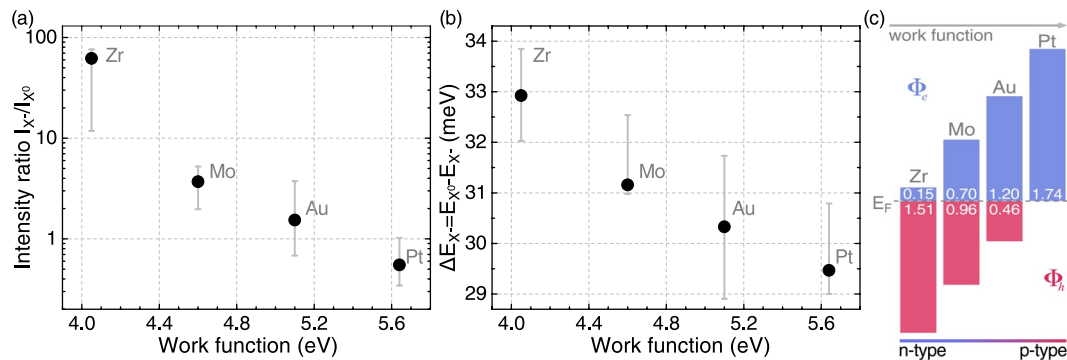 (a)
100
10
1
Intensity ratio I_X-/I_X⁰
Zr
Mo
Au
Pt
4.0 4.4 4.8 5.2 5.6
Work function (eV)
(b)
34
33
32
31
30
29
ΔE_X-=E_X⁰-E_X- (meV)
Zr
Mo
Au
Pt
4.0 4.4 4.8 5.2 5.6
Work function (eV)
(c)
work function
Pt
Φe
Au
Mo
Zr
0.15 0.70 1.20 1.74
E_F
1.51 0.96 0.46
Φh
n-type p-type